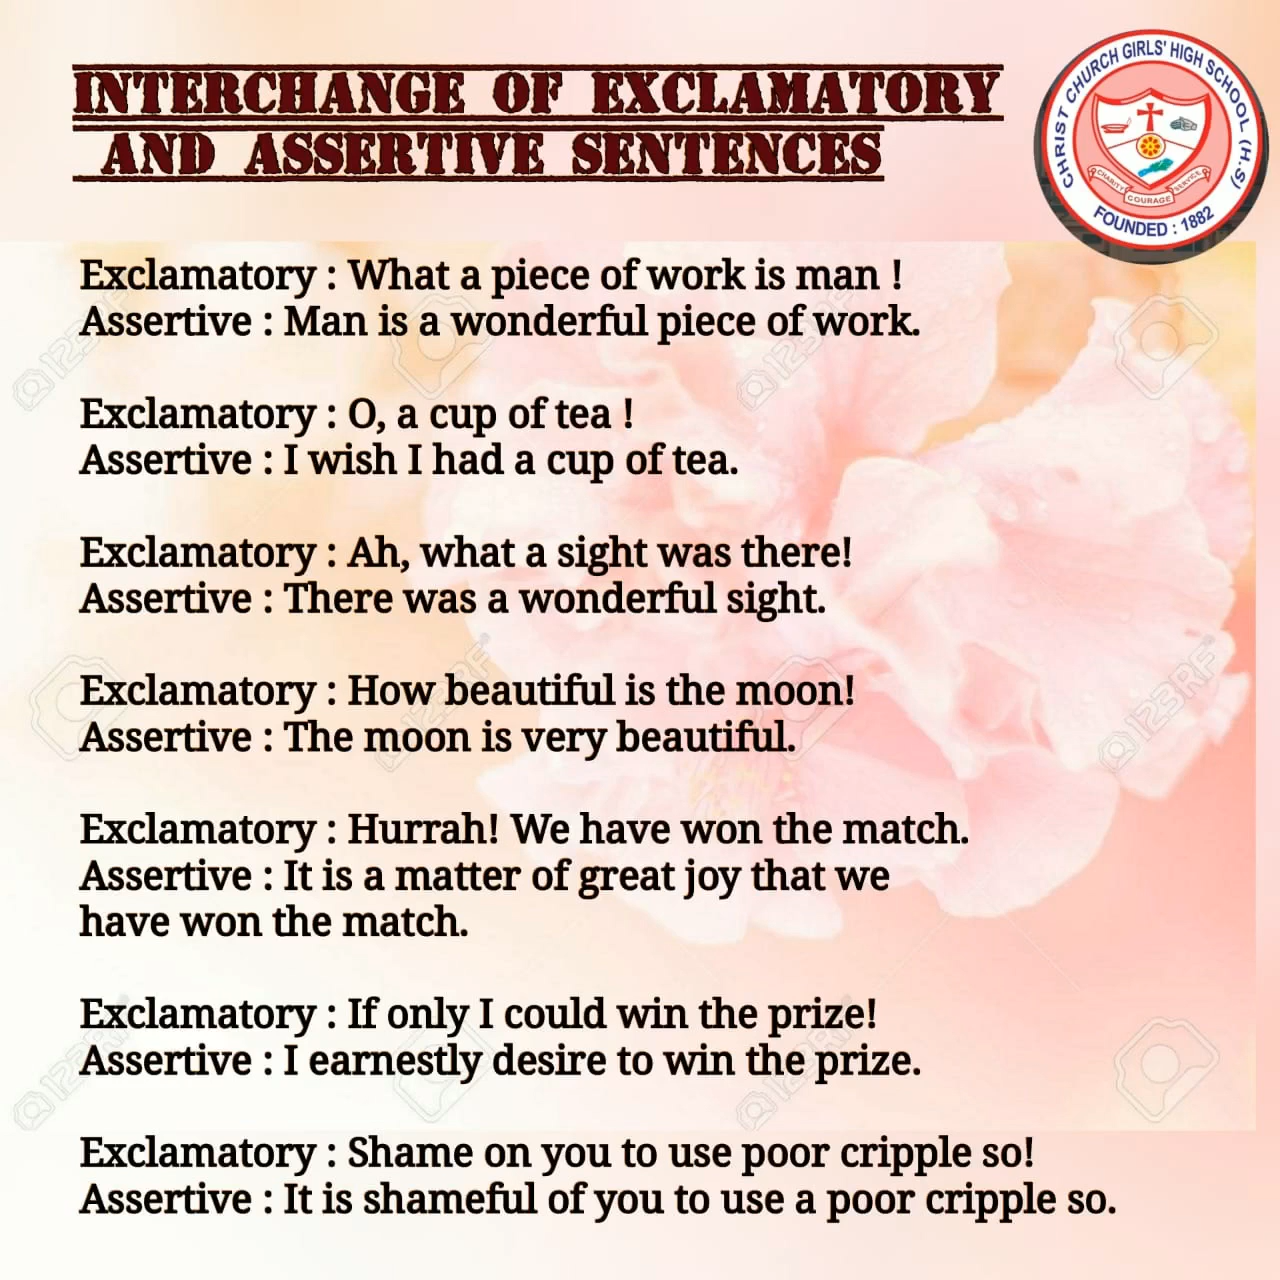 INTERCHANGE OF EXCLAMATORY
AND ASSERTIVE SENTENCES
CHRIST CHURCH GIRLS' HIGH SCHOOL (H.S)
CHARITY
COURAGE
SERVICE
FOUNDED : 1882
Exclamatory : What a piece of work is man !
Assertive : Man is a wonderful piece of work.
Exclamatory : O, a cup of tea !
Assertive : I wish I had a cup of tea.
Exclamatory : Ah, what a sight was there!
Assertive : There was a wonderful sight.
Exclamatory : How beautiful is the moon!
Assertive : The moon is very beautiful.
Exclamatory : Hurrah! We have won the match.
Assertive : It is a matter of great joy that we
have won the match.
Exclamatory : If only I could win the prize!
Assertive : I earnestly desire to win the prize.
Exclamatory : Shame on you to use poor cripple so!
Assertive : It is shameful of you to use a poor cripple so.
123RF
123RF
123RF
123RF
123RF
123RF